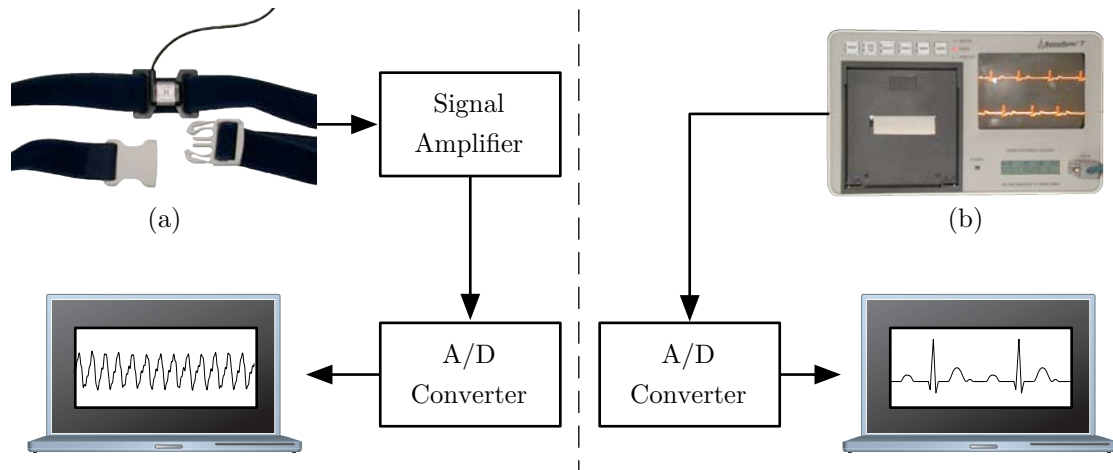 Signal
Amplifier
(a)
(b)
A/D
Converter
A/D
Converter